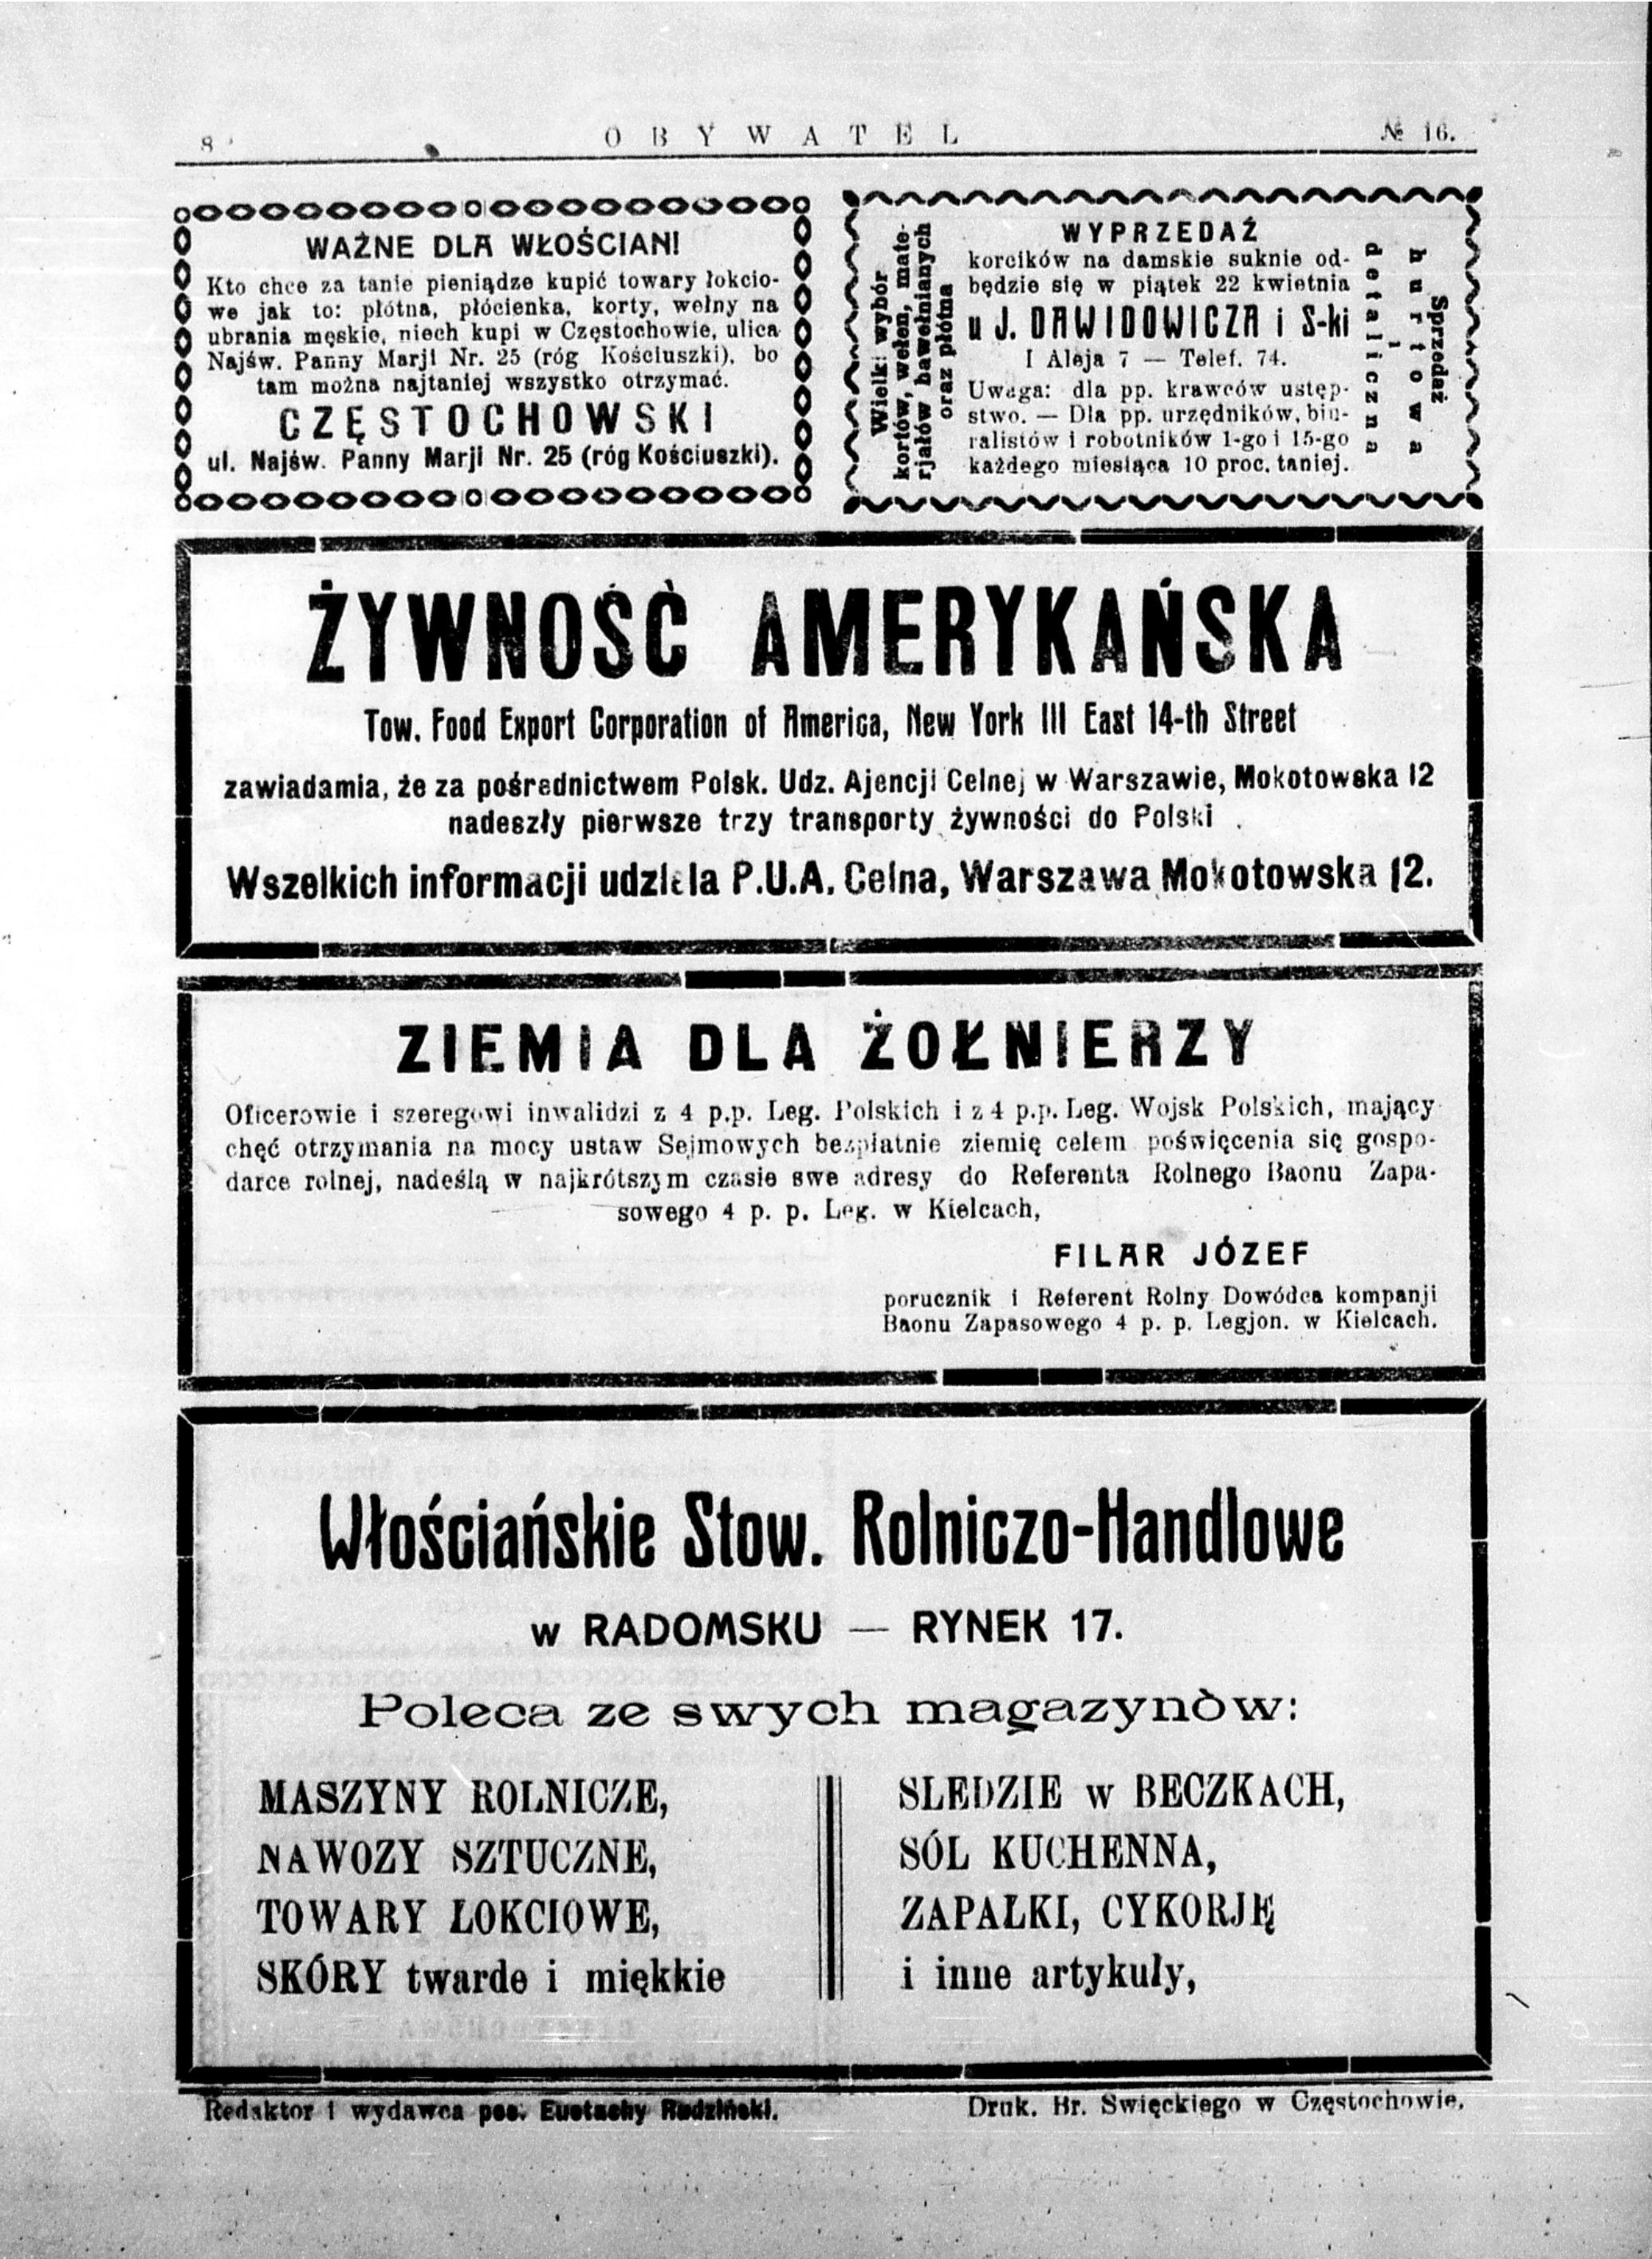 8
OBYWATEL
№ 16.
WAŻNE DLA WŁOŚCIAN!
Kto chce za tanie pieniądze kupić towary łokcio-
we jak to: płótna, płócienka, korty, wełny na
ubrania męskie, niech kupi w Częstochowie, ulica
Najśw. Panny Marji Nr. 25 (róg Kościuszki), bo
tam można najtaniej wszystko otrzymać.
CZĘSTOCHOWSKI
ul. Najśw. Panny Marji Nr. 25 (róg Kościuszki).
Wielki wybór
kortów, wełen, mate-
rjałów bawełnianych
oraz płótna
WYPRZEDAŻ
korcików na damskie suknie od-
będzie się w piątek 22 kwietnia
u J. DAWIDOWICZA i S-ki
I Aleja 7 — Telef. 74.
Uwaga: dla pp. krawców ustęp-
stwo. — Dla pp. urzędników, biu-
ralistów i robotników 1-go i 15-go
każdego miesiąca 10 proc. taniej.
Sprzedaż
hurtowa
i
detaliczna
ŻYWNOŚĆ AMERYKAŃSKA
Tow. Food Export Corporation of America, New York III East 14-th Street
zawiadamia, że za pośrednictwem Polsk. Udz. Ajencji Celnej w Warszawie, Mokotowska 12
nadeszły pierwsze trzy transporty żywności do Polski.
Wszelkich informacji udziela P.U.A. Celna, Warszawa Mokotowska 12.
ZIEMIA DLA ŻOŁNIERZY
Oficerowie i szeregowi inwalidzi z 4 p.p. Leg. Polskich i z 4 p.p. Leg. Wojsk Polskich, mający
chęć otrzymania na mocy ustaw Sejmowych bezpłatnie ziemię celem poświęcenia się gospo-
darce rolnej, nadeślą w najkrótszym czasie swe adresy do Referenta Rolnego Baonu Zapa-
sowego 4 p. p. Leg. w Kielcach,
FILAR JÓZEF
porucznik i Referent Rolny Dowódca kompanji
Baonu Zapasowego 4 p. p. Legjon. w Kielcach.
Włościańskie Stow. Rolniczo-Handlowe
w RADOMSKU — RYNEK 17.
Poleca ze swych magazynów:
MASZYNY ROLNICZE,
NAWOZY SZTUCZNE,
TOWARY ŁOKCIOWE,
SKÓRY twarde i miękkie
SLEDZIE w BECZKACH,
SÓL KUCHENNA,
ZAPAŁKI, CYKORJĘ
i inne artykuły,
Redaktor i wydawca pos. Eustachy Rudziński.
Druk. Br. Swięckiego w Częstochowie.